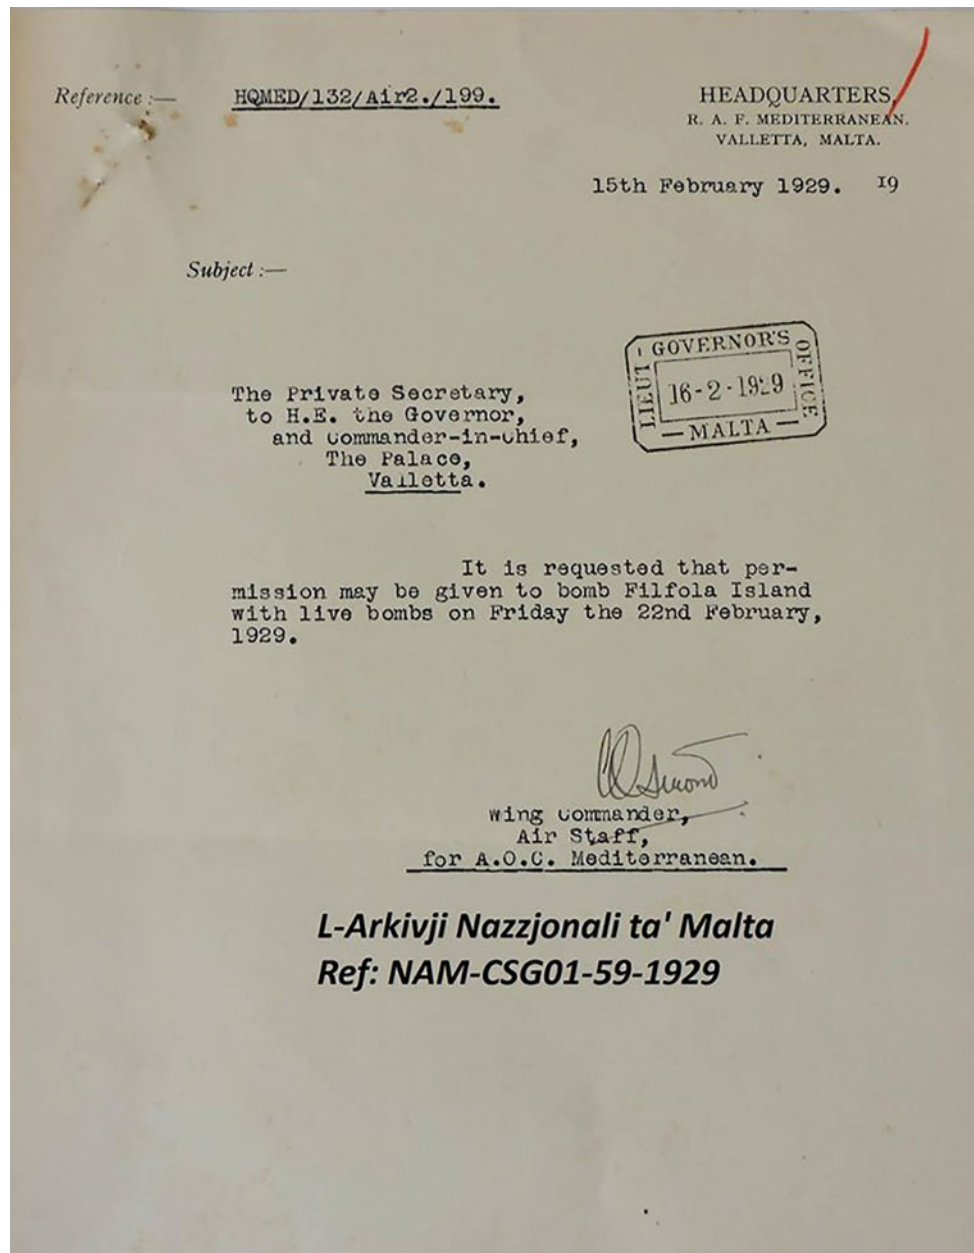 Reference :— HQMED/132/Air2./199.
HEADQUARTERS,
R. A. F. MEDITERRANEAN.
VALLETTA, MALTA.
15th February 1929. 19
Subject :—
LIEUT - GOVERNOR'S OFFICE
16-2-1929
— MALTA —
The Private Secretary,
to H.E. the Governor,
and Commander-in-Chief,
The Palace,
Valletta.
It is requested that per-
mission may be given to bomb Filfola Island
with live bombs on Friday the 22nd February,
1929.
Wing Commander,
Air Staff,
for A.O.C. Mediterranean.
L-Arkivji Nazzjonali ta' Malta
Ref: NAM-CSG01-59-1929